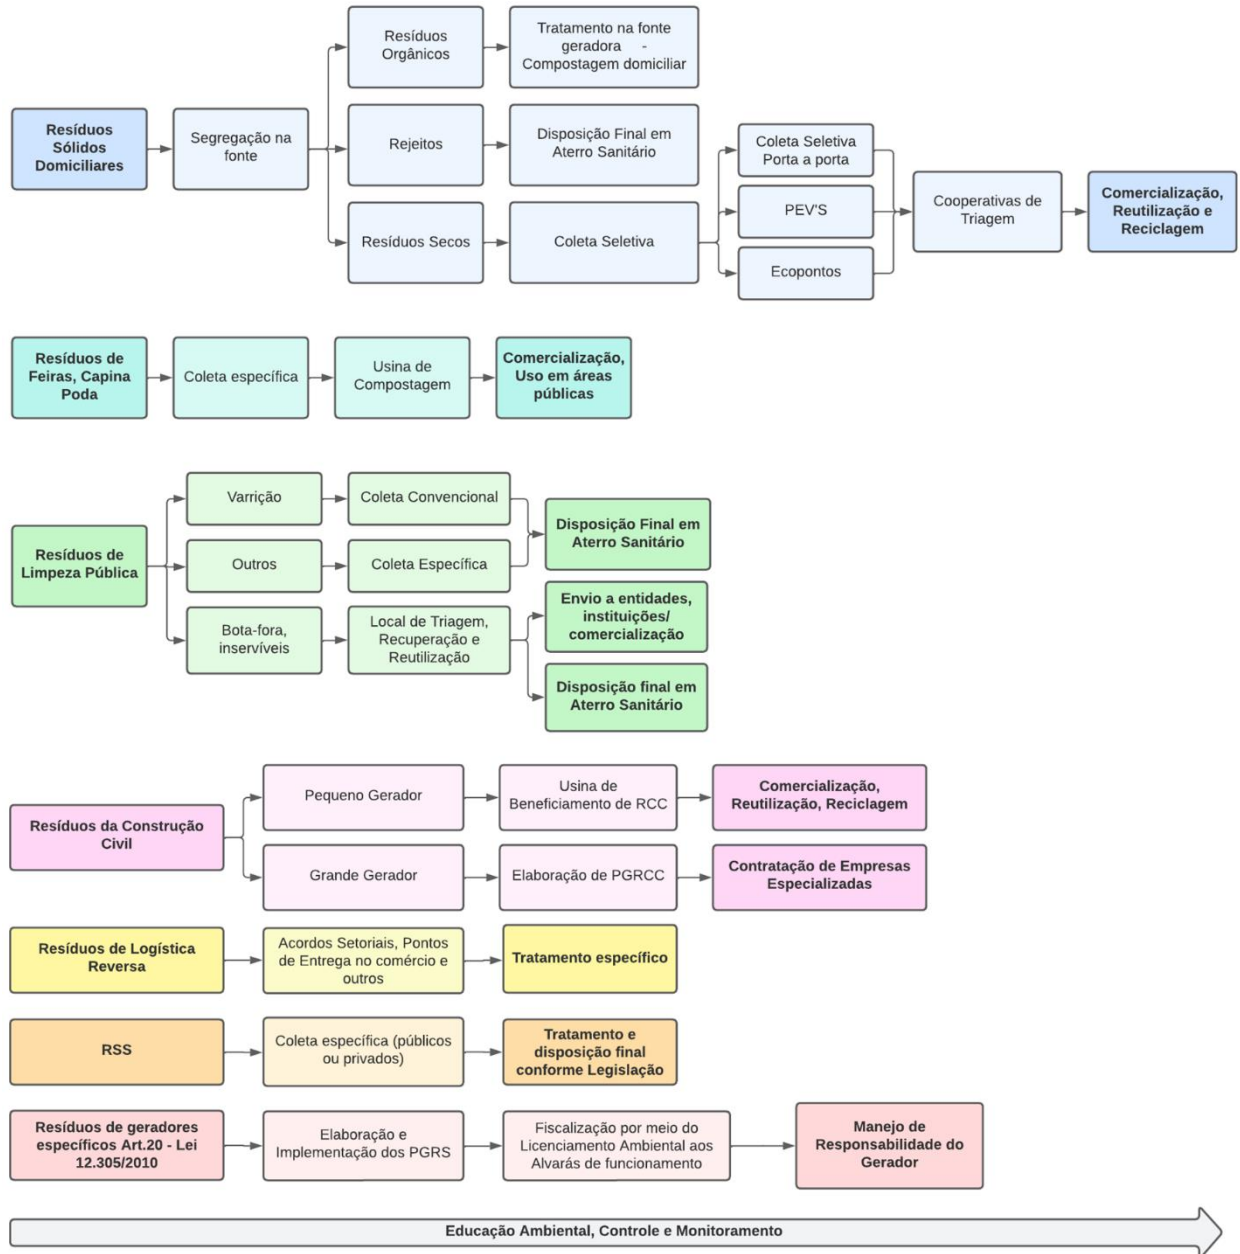 Resíduos
Orgânicos
Tratamento na fonte
geradora -
Compostagem domiciliar
Resíduos
Sólidos
Domiciliares
Segregação na
fonte
Rejeitos
Disposição Final em
Aterro Sanitário
Resíduos Secos
Coleta Seletiva
Coleta Seletiva
Porta a porta
PEV'S
Ecopontos
Cooperativas de
Triagem
Comercialização,
Reutilização e
Reciclagem
Resíduos de
Feiras, Capina
Poda
Coleta específica
Usina de
Compostagem
Comercialização,
Uso em áreas
públicas
Resíduos de
Limpeza Pública
Varrição
Coleta Convencional
Outros
Coleta Específica
Disposição Final em
Aterro Sanitário
Bota-fora,
inservíveis
Local de Triagem,
Recuperação e
Reutilização
Envio a entidades,
instituições/
comercialização
Disposição final em
Aterro Sanitário
Resíduos da Construção
Civil
Pequeno Gerador
Usina de
Beneficiamento de RCC
Comercialização,
Reutilização, Reciclagem
Grande Gerador
Elaboração de PGRCC
Contratação de Empresas
Especializadas
Resíduos de Logística
Reversa
Acordos Setoriais, Pontos
de Entrega no comércio e
outros
Tratamento específico
RSS
Coleta específica (públicos
ou privados)
Tratamento e
disposição final
conforme Legislação
Resíduos de geradores
específicos Art.20 - Lei
12.305/2010
Elaboração e
Implementação dos PGRS
Fiscalização por meio do
Licenciamento Ambiental aos
Alvarás de funcionamento
Manejo de
Responsabilidade do
Gerador
Educação Ambiental, Controle e Monitoramento